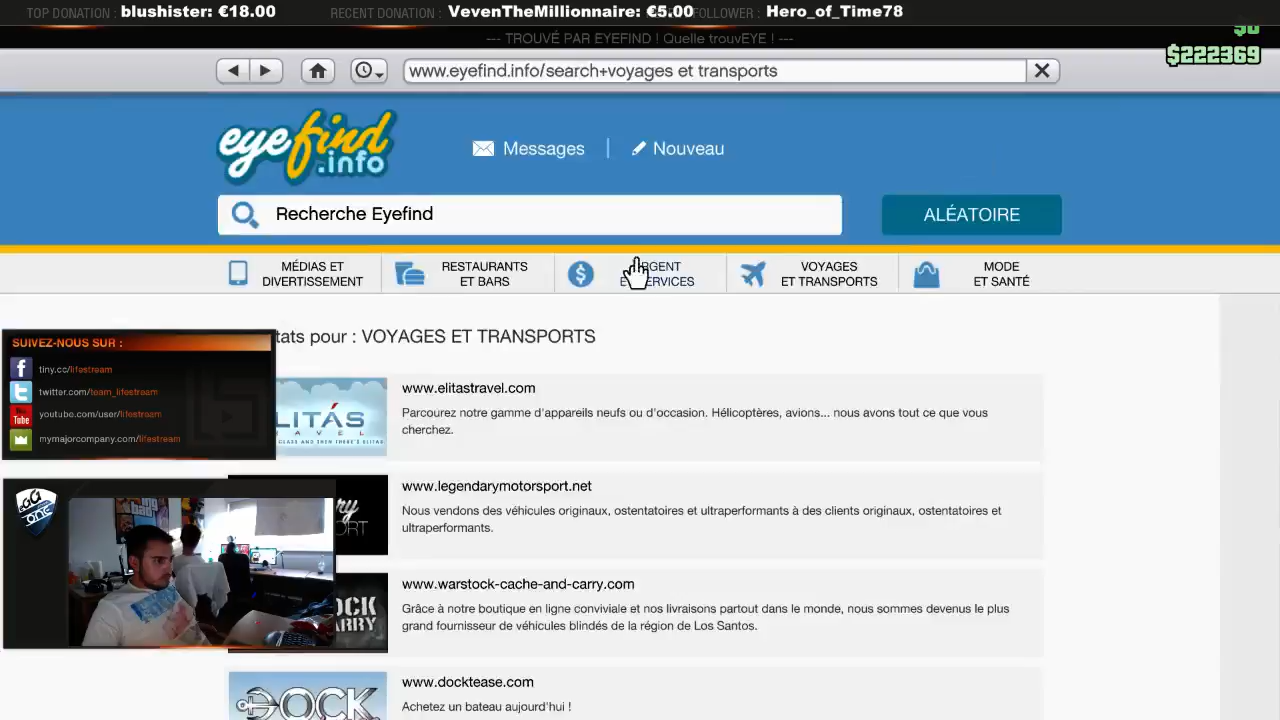 TOP DONATION : blushister: €18.00
RECENT DONATION : VevenTheMillionnaire: €5.00
FOLLOWER : Hero_of_Time78
--- TROUVÉ PAR EYEFIND ! Quelle trouvEYE ! ---
$222369
www.eyefind.info/search+voyages et transports
eyefind
.info
Messages
Nouveau
Recherche Eyefind
ALÉATOIRE
MÉDIAS ET
DIVERTISSEMENT
RESTAURANTS
ET BARS
RGENT
E SERVICES
VOYAGES
ET TRANSPORTS
MODE
ET SANTÉ
tats pour : VOYAGES ET TRANSPORTS
SUIVEZ-NOUS SUR :
tiny.cc/lifestream
twitter.com/team_lifestream
youtube.com/user/lifestream
mymajorcompany.com/lifestream
LITÁS
www.elitastravel.com
Parcourez notre gamme d'appareils neufs ou d'occasion. Hélicoptères, avions... nous avons tout ce que vous
cherchez.
www.legendarymotorsport.net
Nous vendons des véhicules originaux, ostentatoires et ultraperformants à des clients originaux, ostentatoires et
ultraperformants.
www.warstock-cache-and-carry.com
Grâce à notre boutique en ligne conviviale et nos livraisons partout dans le monde, nous sommes devenus le plus
grand fournisseur de véhicules blindés de la région de Los Santos.
DOCK
www.docktease.com
Achetez un bateau aujourd'hui !